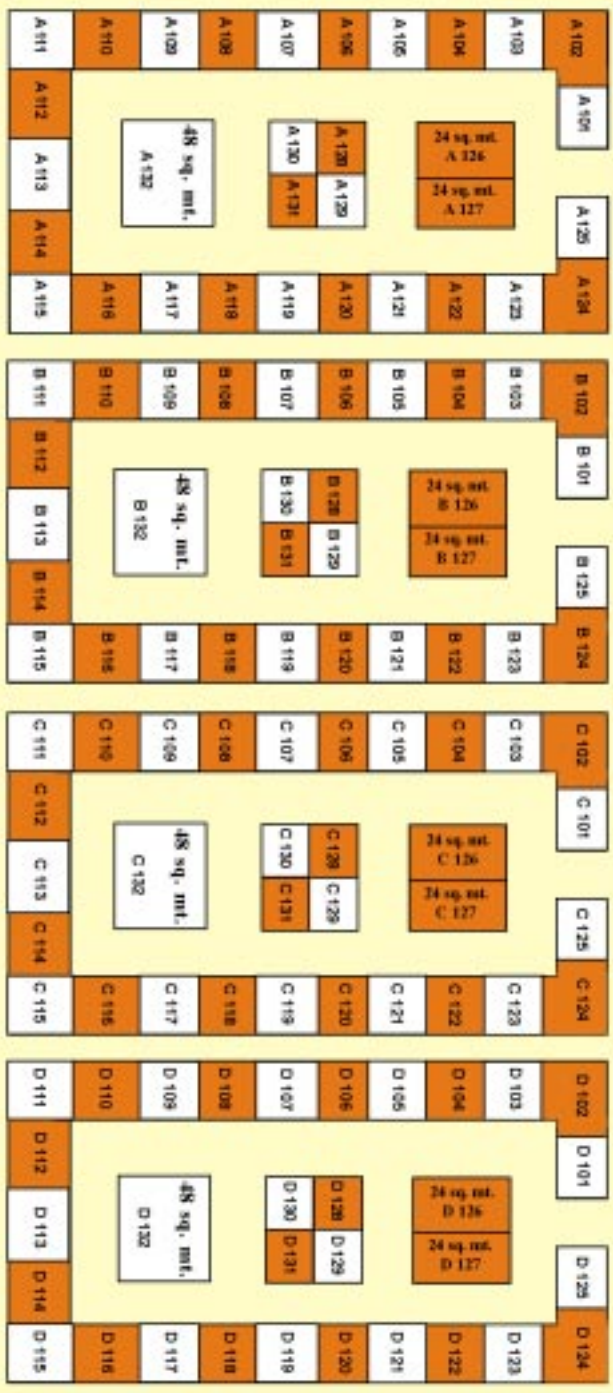 A 111
A 110
A 109
A 108
A 107
A 106
A 105
A 104
A 103
A 102
A 101
A 112
A 113
A 114
48 sq. mt.
A 132
A 130
A 128
A 131
A 129
24 sq. mt.
A 126
24 sq. mt.
A 127
A 125
A 115
A 116
A 117
A 118
A 119
A 120
A 121
A 122
A 123
A 124
B 111
B 110
B 109
B 108
B 107
B 106
B 105
B 104
B 103
B 102
B 101
B 112
B 113
B 114
48 sq. mt.
B 132
B 130
B 128
B 131
B 129
24 sq. mt.
B 126
24 sq. mt.
B 127
B 125
B 115
B 116
B 117
B 118
B 119
B 120
B 121
B 122
B 123
B 124
C 111
C 110
C 109
C 108
C 107
C 106
C 105
C 104
C 103
C 102
C 101
C 112
C 113
C 114
48 sq. mt.
C 132
C 130
C 128
C 131
C 129
24 sq. mt.
C 126
24 sq. mt.
C 127
C 125
C 115
C 116
C 117
C 118
C 119
C 120
C 121
C 122
C 123
C 124
D 111
D 110
D 109
D 108
D 107
D 106
D 105
D 104
D 103
D 102
D 101
D 112
D 113
D 114
48 sq. mt.
D 132
D 130
D 128
D 131
D 129
24 sq. mt.
D 126
24 sq. mt.
D 127
D 125
D 115
D 116
D 117
D 118
D 119
D 120
D 121
D 122
D 123
D 124